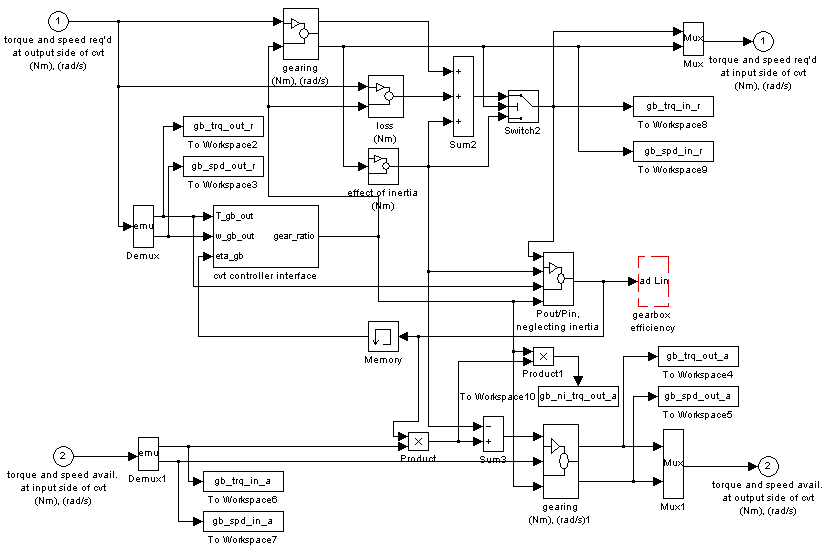 1
torque and speed req'd
at output side of cvt
(Nm), (rad/s)
gearing
(Nm), (rad/s)
Mux
Mux
1
torque and speed req'd
at input side of cvt
(Nm), (rad/s)
loss
(Nm)
+
+
+
Sum2
Switch2
gb_trq_in_r
To Workspace8
gb_spd_in_r
To Workspace9
gb_trq_out_r
To Workspace2
gb_spd_out_r
To Workspace3
effect of inertia
(Nm)
emu
Demux
T_gb_out
w_gb_out
eta_gb
gear_ratio
cvt controller interface
Pout/Pin,
neglecting inertia
ad Lin
gearbox
efficiency
Memory
×
Product1
gb_trq_out_a
To Workspace4
To Workspace10
gb_ni_trq_out_a
gb_spd_out_a
To Workspace5
2
torque and speed avail.
at input side of cvt
(Nm), (rad/s)
emu
Demux1
×
Product
−
+
Sum3
gearing
(Nm), (rad/s)1
Mux
Mux1
2
torque and speed avail.
at output side of cvt
(Nm), (rad/s)
gb_trq_in_a
To Workspace6
gb_spd_in_a
To Workspace7